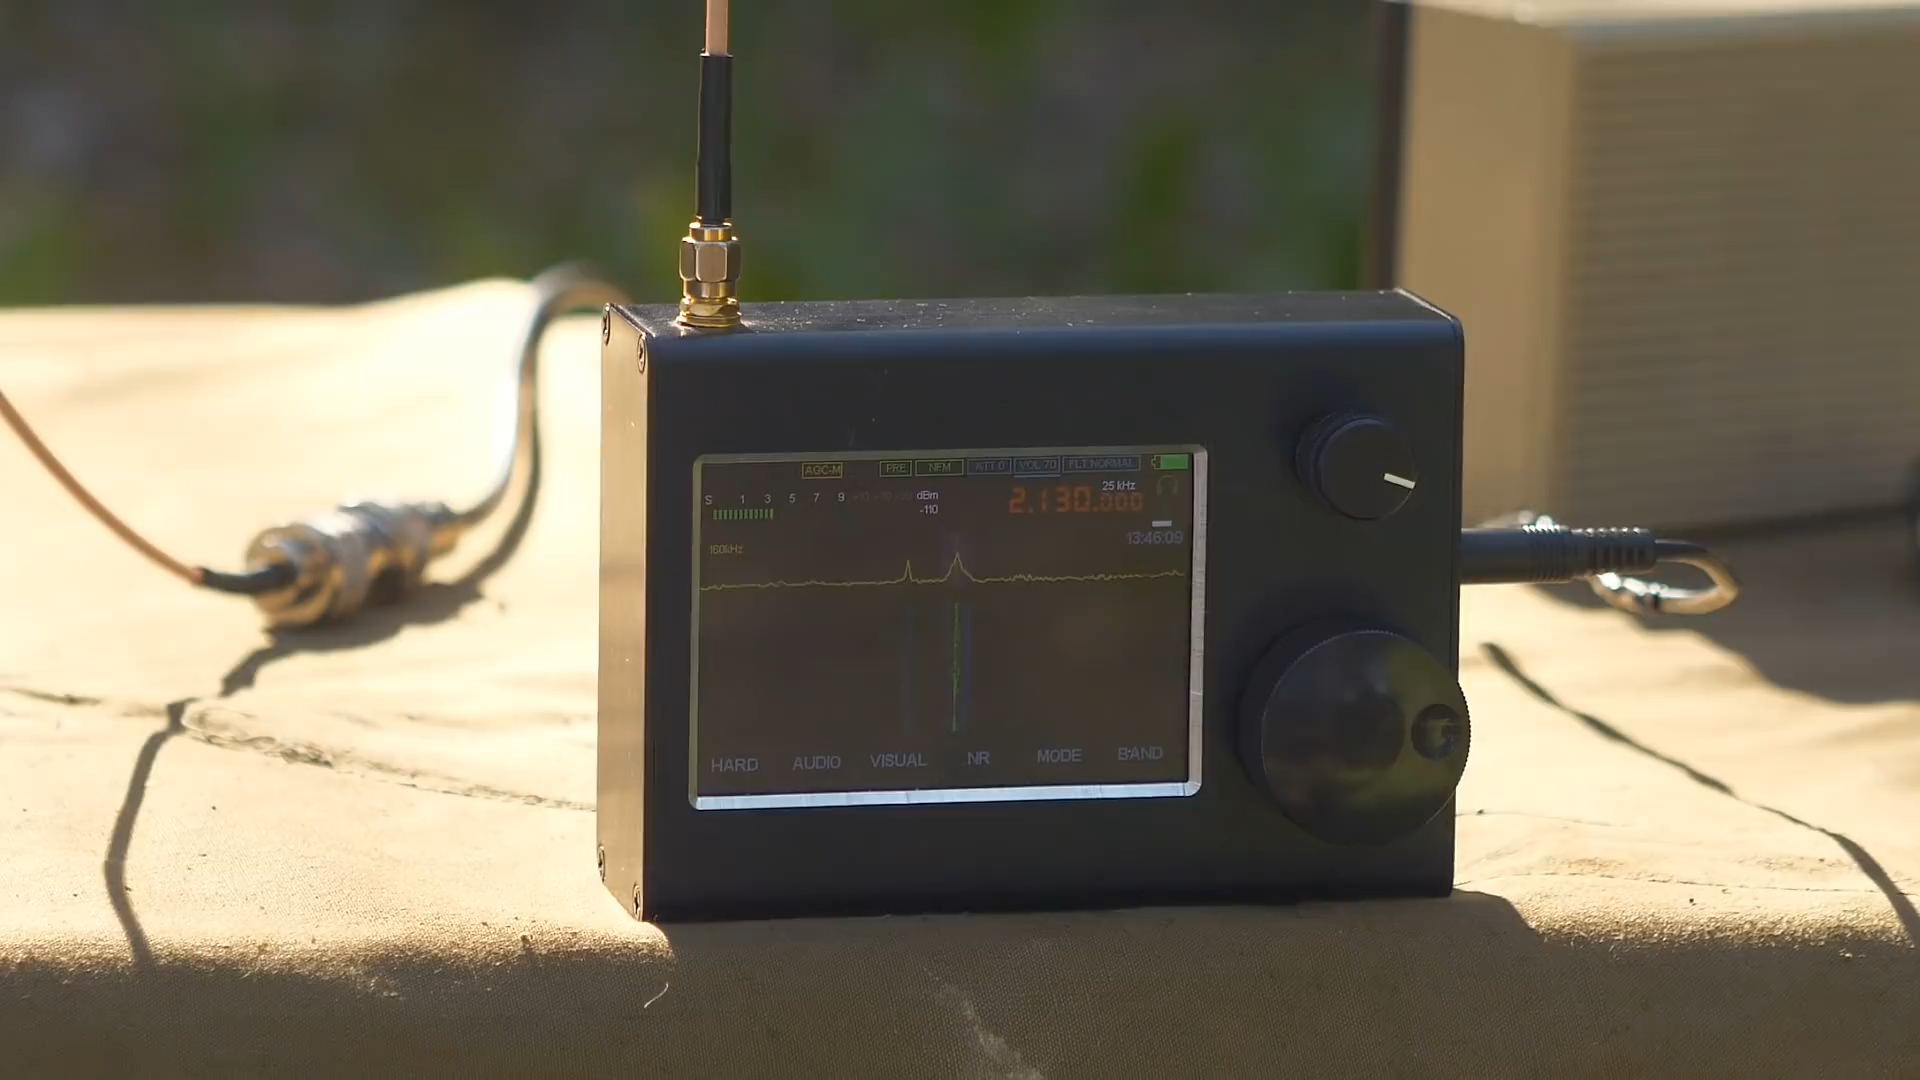 AGC-M PRE NFM ATT 0 VOL 70 FLT NORMAL
S 1 3 5 7 9 dBm 25 kHz
-110 2.130.000
13:46:09
160kHz
HARD AUDIO VISUAL NR MODE BAND